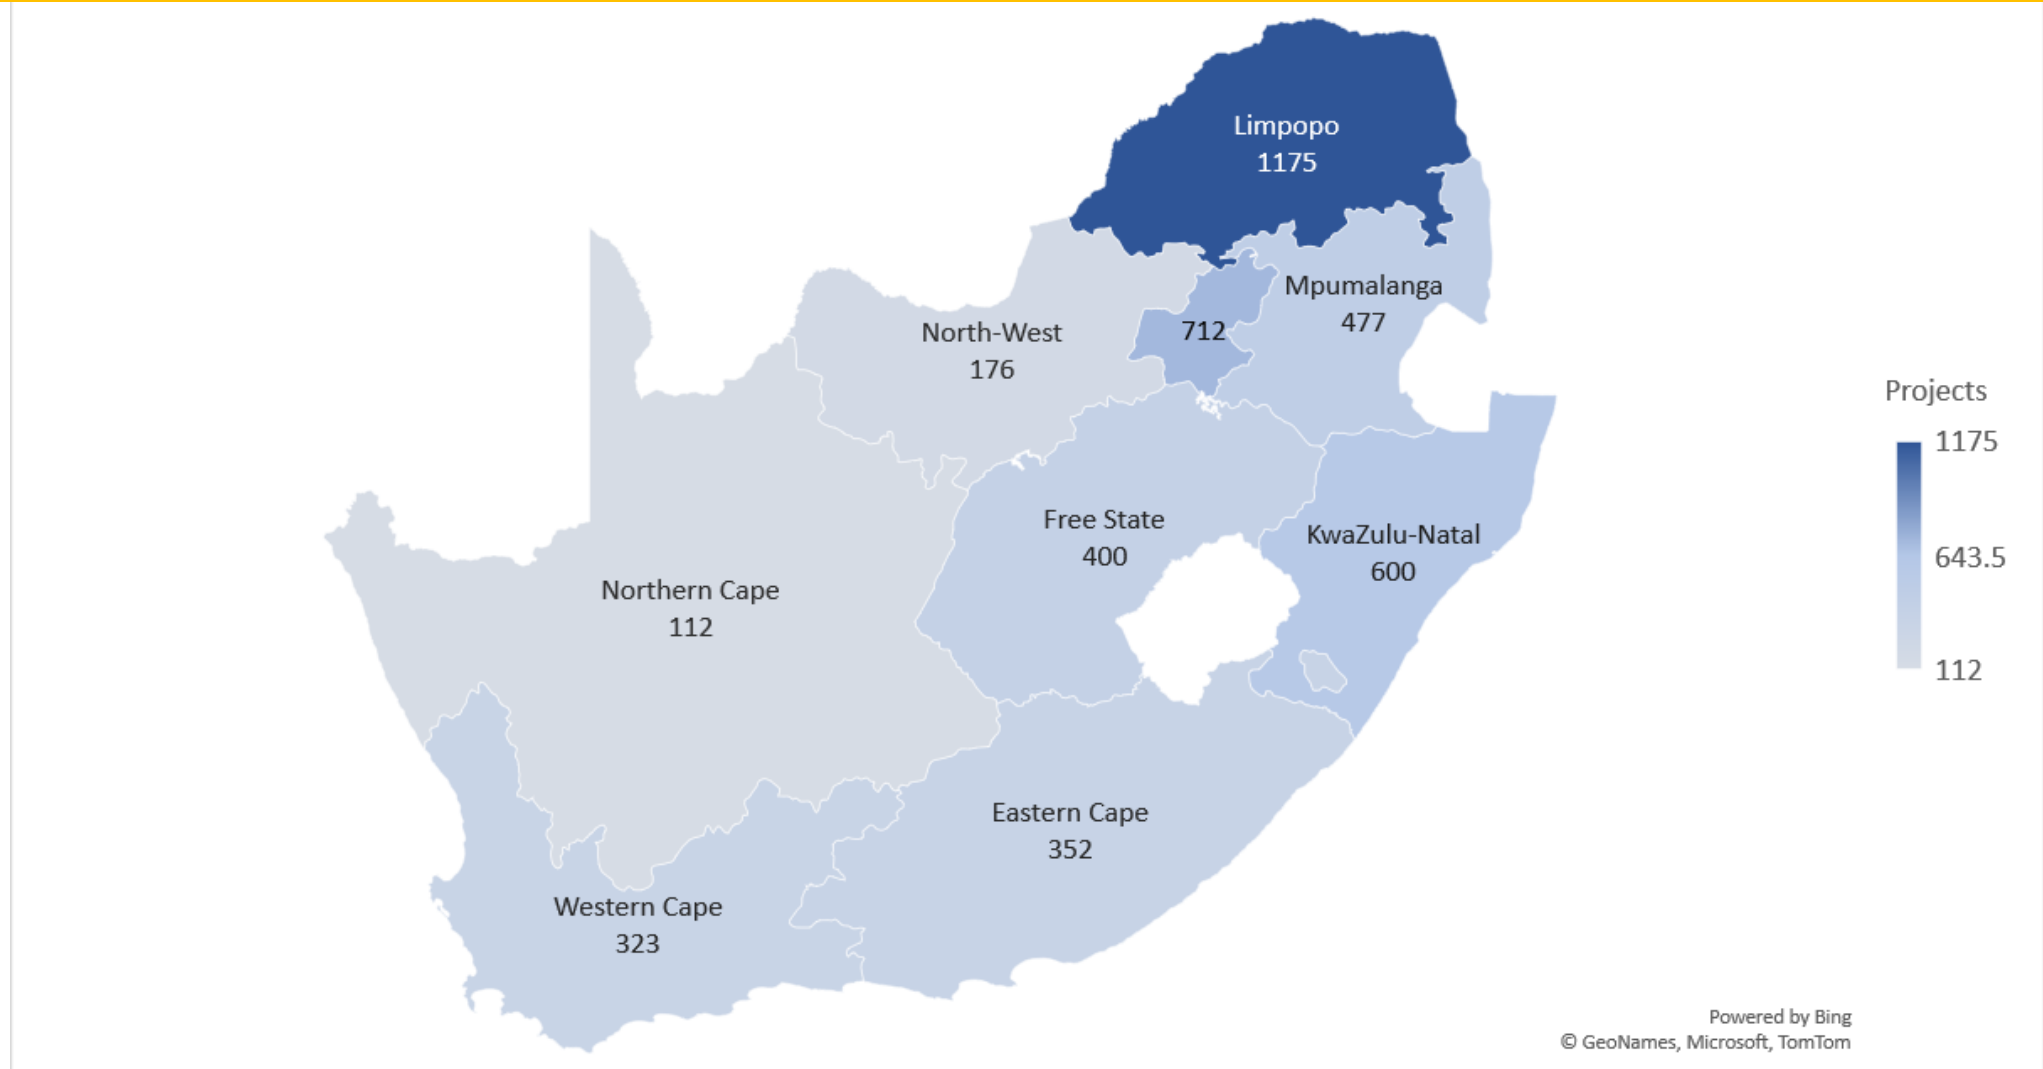 Limpopo
1175
Mpumalanga
477
712
North-West
176
Free State
400
KwaZulu-Natal
600
Northern Cape
112
Eastern Cape
352
Western Cape
323
Projects
1175
643.5
112
Powered by Bing
© GeoNames, Microsoft, TomTom